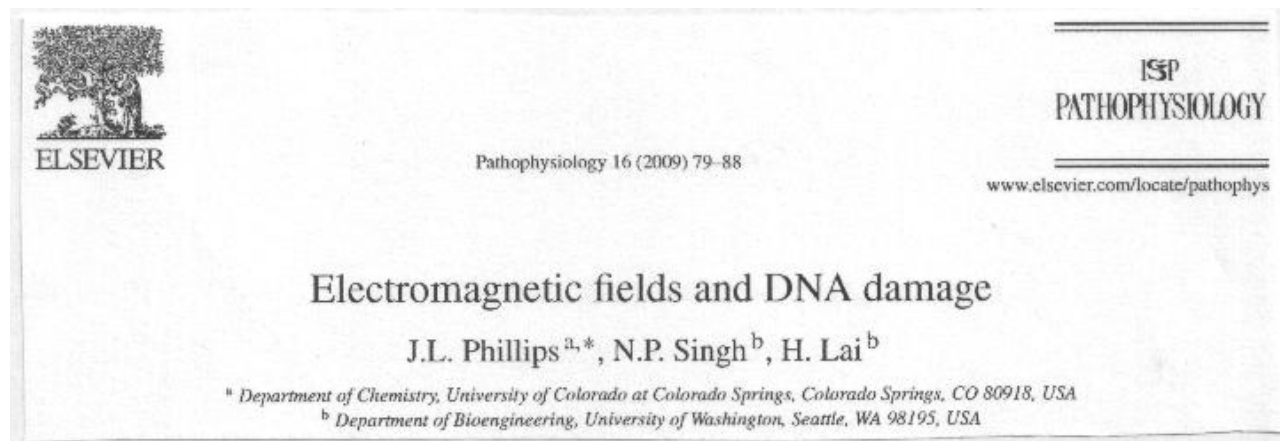 ELSEVIER
Pathophysiology 16 (2009) 79–88
ISP
PATHOPHYSIOLOGY
www.elsevier.com/locate/pathophys
Electromagnetic fields and DNA damage
J.L. Phillips a,*, N.P. Singh b, H. Lai b
a Department of Chemistry, University of Colorado at Colorado Springs, Colorado Springs, CO 80918, USA
b Department of Bioengineering, University of Washington, Seattle, WA 98195, USA